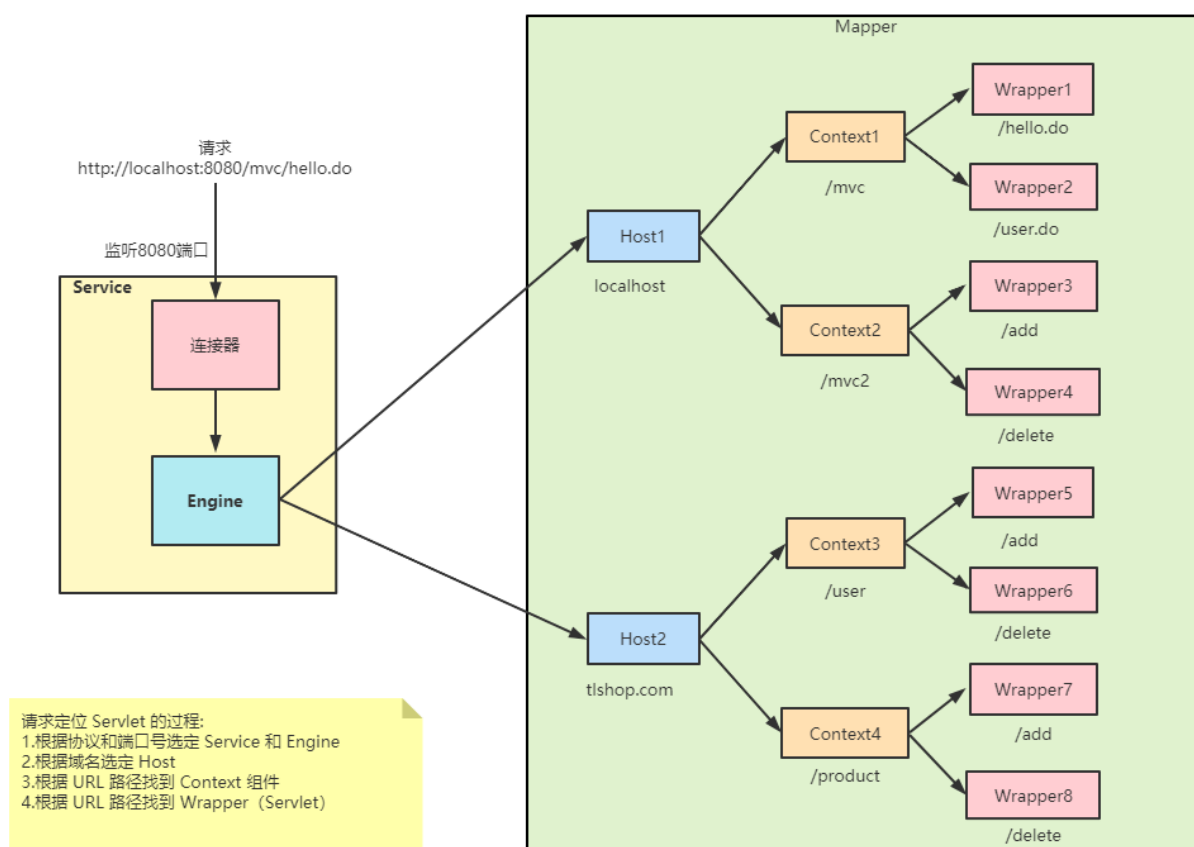 Mapper
请求
http://localhost:8080/mvc/hello.do
监听8080端口
Service
连接器
Engine
Host1
localhost
Context1
/mvc
Wrapper1
/hello.do
Wrapper2
/user.do
Context2
/mvc2
Wrapper3
/add
Wrapper4
/delete
Host2
tlshop.com
Context3
/user
Wrapper5
/add
Wrapper6
/delete
Context4
/product
Wrapper7
/add
Wrapper8
/delete
请求定位 Servlet 的过程:
1.根据协议和端口号选定 Service 和 Engine
2.根据域名选定 Host
3.根据 URL 路径找到 Context 组件
4.根据 URL 路径找到 Wrapper（Servlet）